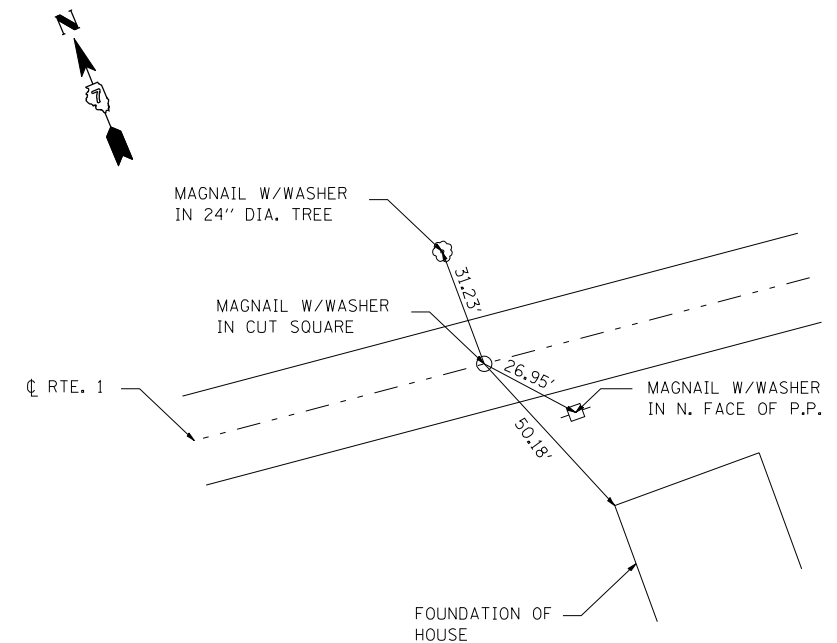 N
7
MAGNAIL W/WASHER
IN 24" DIA. TREE
31.23'
MAGNAIL W/WASHER
IN CUT SQUARE
26.95'
℄ RTE. 1
MAGNAIL W/WASHER
IN N. FACE OF P.P.
50.18'
FOUNDATION OF
HOUSE